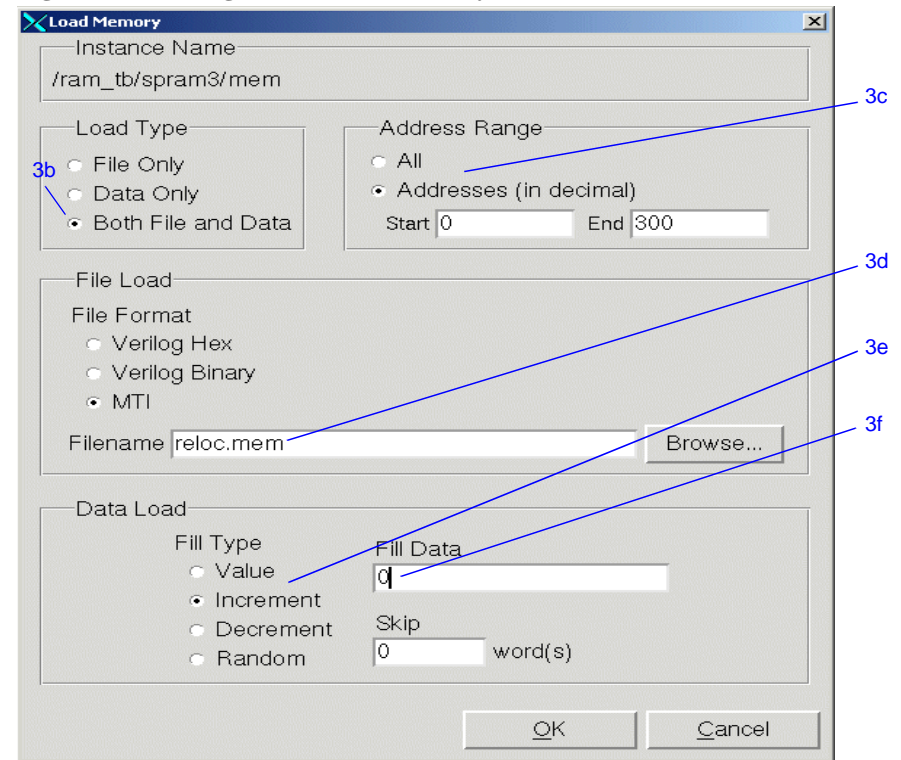 Load Memory
Instance Name
/ram_tb/spram3/mem
3c
Load Type
Address Range
3b
File Only
All
Data Only
Addresses (in decimal)
Both File and Data
Start 0 End 300
3d
File Load
File Format
Verilog Hex
3e
Verilog Binary
MTI
3f
Filename reloc.mem Browse...
Data Load
Fill Type
Fill Data
Value
0
Increment
Decrement
Skip
Random
0 word(s)
OK Cancel